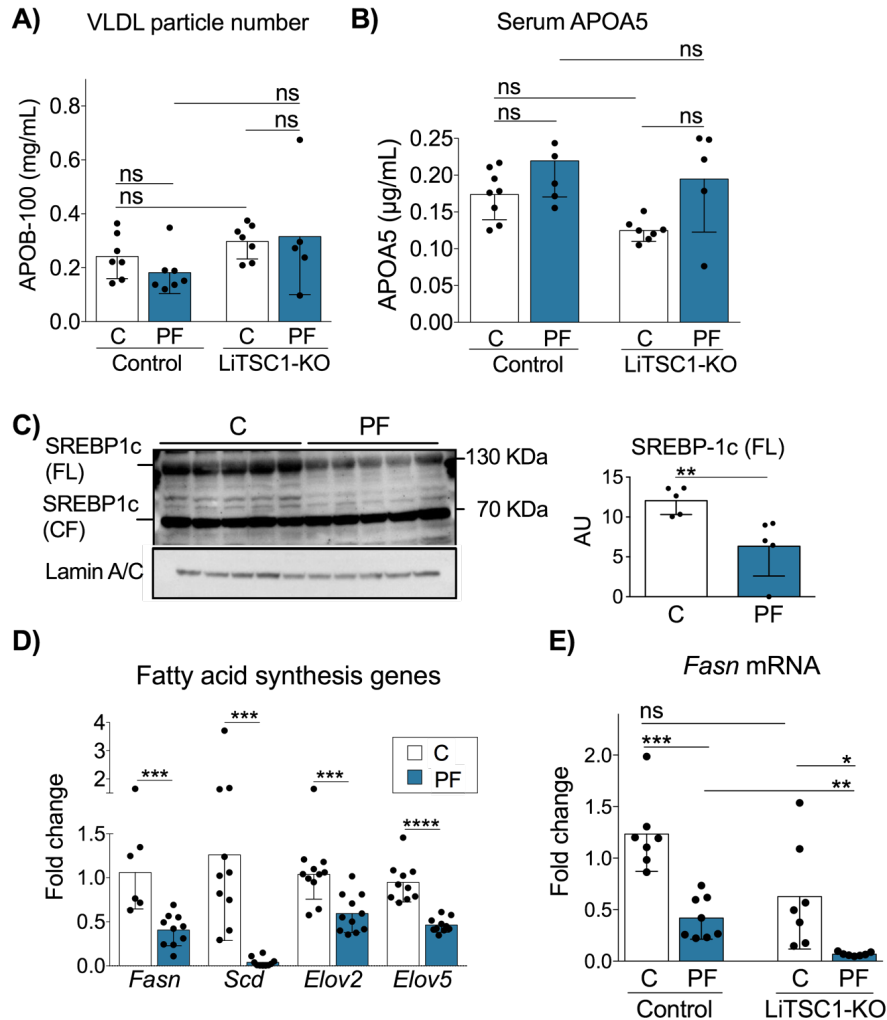 A)
VLDL particle number
ns
ns
ns
ns
APOB-100 (mg/mL)
0.8
0.6
0.4
0.2
0.0
C PF C PF
Control LiTSC1-KO
B)
Serum APOA5
ns
ns
ns
ns
APOA5 (µg/mL)
0.25
0.20
0.15
0.10
0.05
0.00
C PF C PF
Control LiTSC1-KO
C)
C PF
SREBP1c
(FL)
SREBP1c
(CF)
Lamin A/C
130 KDa
70 KDa
SREBP-1c (FL)
**
AU
15
10
5
0
C PF
D)
Fatty acid synthesis genes
*** *** *** ****
C
PF
Fold change
4
3
2
1.5
1.0
0.5
0.0
Fasn Scd Elov2 Elov5
E)
Fasn mRNA
ns
***
*
**
Fold change
2.0
1.5
1.0
0.5
0.0
C PF C PF
Control LiTSC1-KO